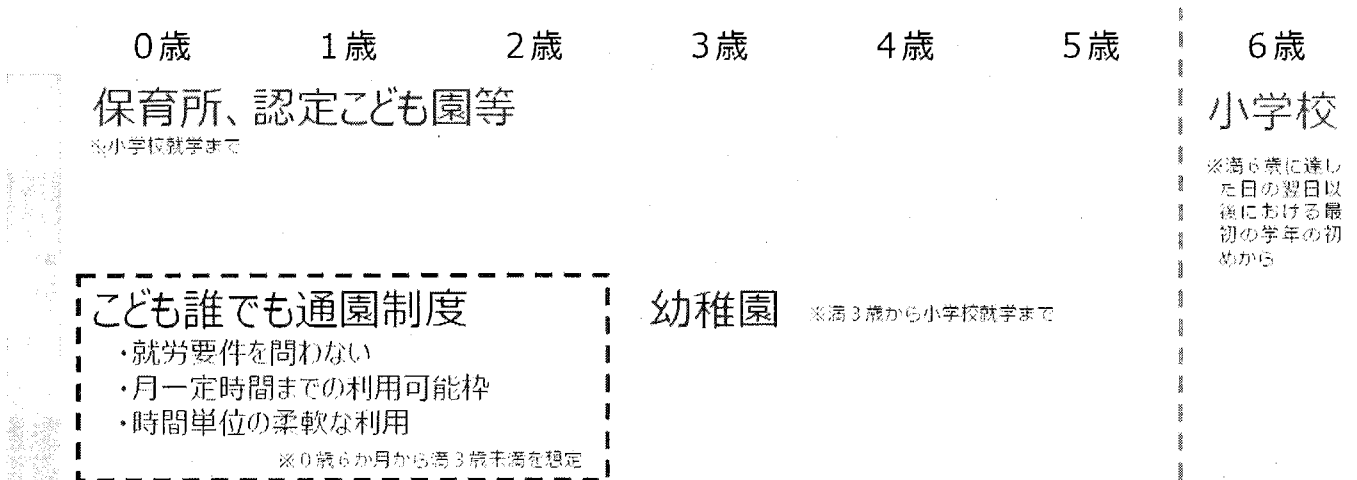 0歳 1歳 2歳 3歳 4歳 5歳 6歳
保育所、認定こども園等
※小学校就学まで
小学校
※満6歳に達し
た日の翌日以
後における最
初の学年の初
めから
こども誰でも通園制度
・就労要件を問わない
・月一定時間までの利用可能枠
・時間単位の柔軟な利用
※0歳6か月から満3歳未満を想定
幼稚園 ※満3歳から小学校就学まで